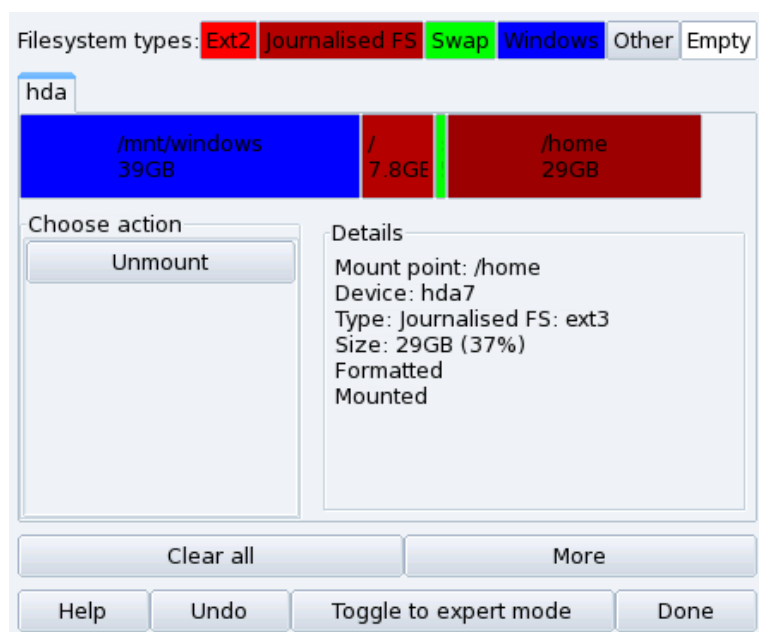 Filesystem types: Ext2 Journalised FS Swap Windows Other Empty
hda
/mnt/windows
39GB
/
7.8GB
/home
29GB
Choose action
Unmount
Details
Mount point: /home
Device: hda7
Type: Journalised FS: ext3
Size: 29GB (37%)
Formatted
Mounted
Clear all More
Help Undo Toggle to expert mode Done